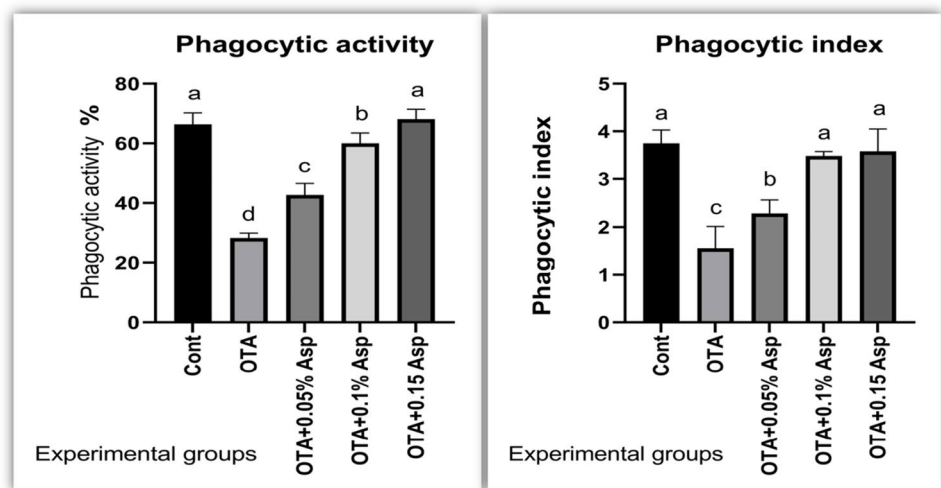 Phagocytic activity
Phagocytic activity %
80
60
40
20
0
a
d
c
b
a
Cont
OTA
OTA+0.05% Asp
OTA+0.1% Asp
OTA+0.15 Asp
Experimental groups
Phagocytic index
Phagocytic index
5
4
3
2
1
0
a
c
b
a
a
Cont
OTA
OTA+0.05% Asp
OTA+0.1% Asp
OTA+0.15 Asp
Experimental groups